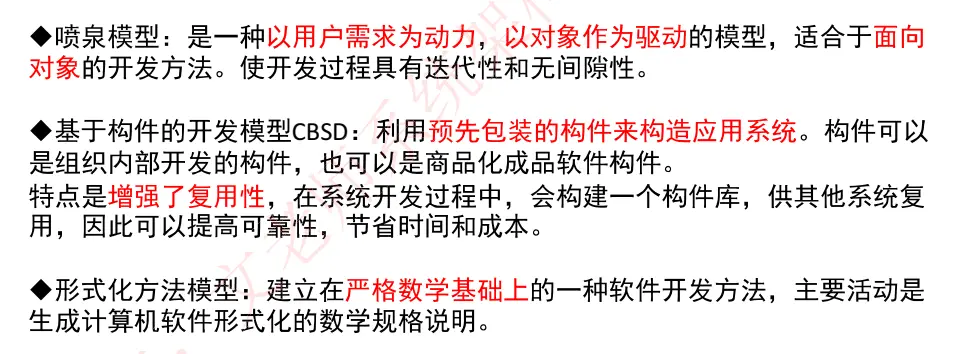 ◆喷泉模型：是一种以用户需求为动力，以对象作为驱动的模型，适合于面向
对象的开发方法。使开发过程具有迭代性和无间隙性。
◆基于构件的开发模型CBSD：利用预先包装的构件来构造应用系统。构件可以
是组织内部开发的构件，也可以是商品化成品软件构件。
特点是增强了复用性，在系统开发过程中，会构建一个构件库，供其他系统复
用，因此可以提高可靠性，节省时间和成本。
◆形式化方法模型：建立在严格数学基础上的一种软件开发方法，主要活动是
生成计算机软件形式化的数学规格说明。